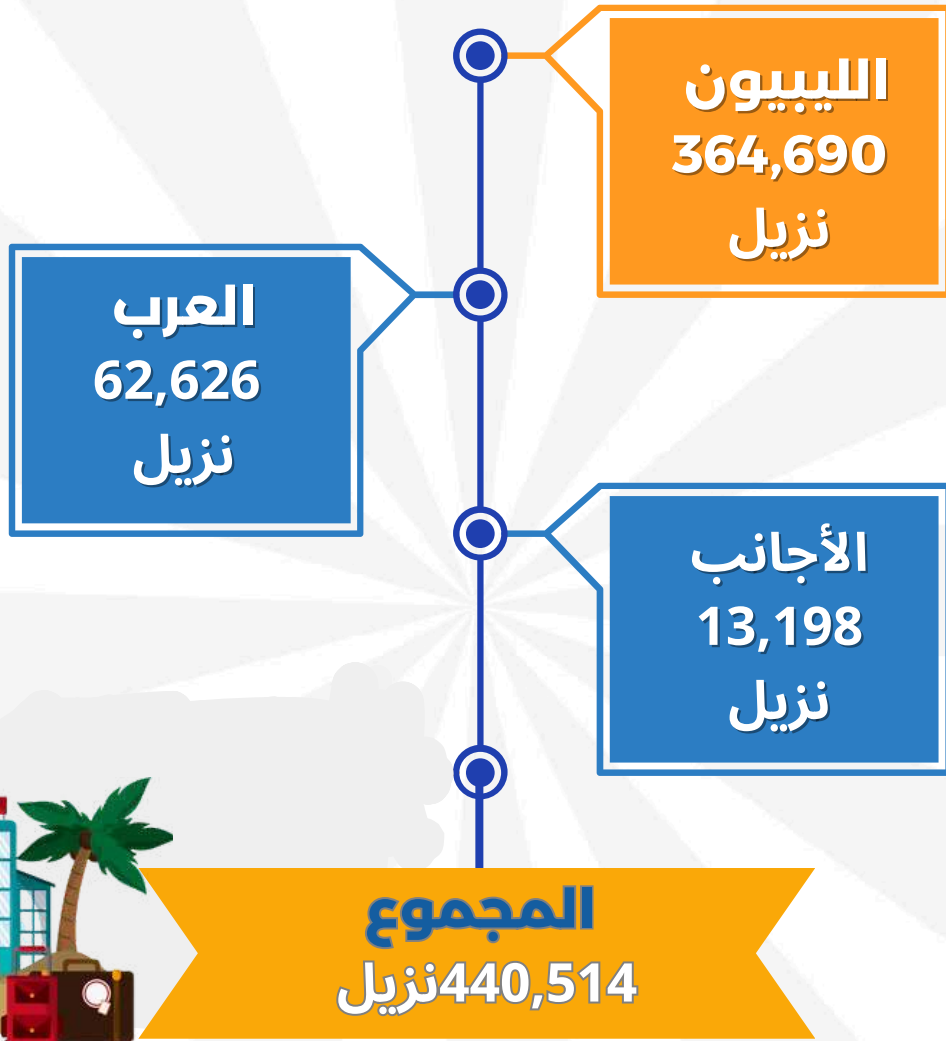 الليبيون
364,690
نزيل
العرب
62,626
نزيل
الأجانب
13,198
نزيل
المجموع
440,514نزيل